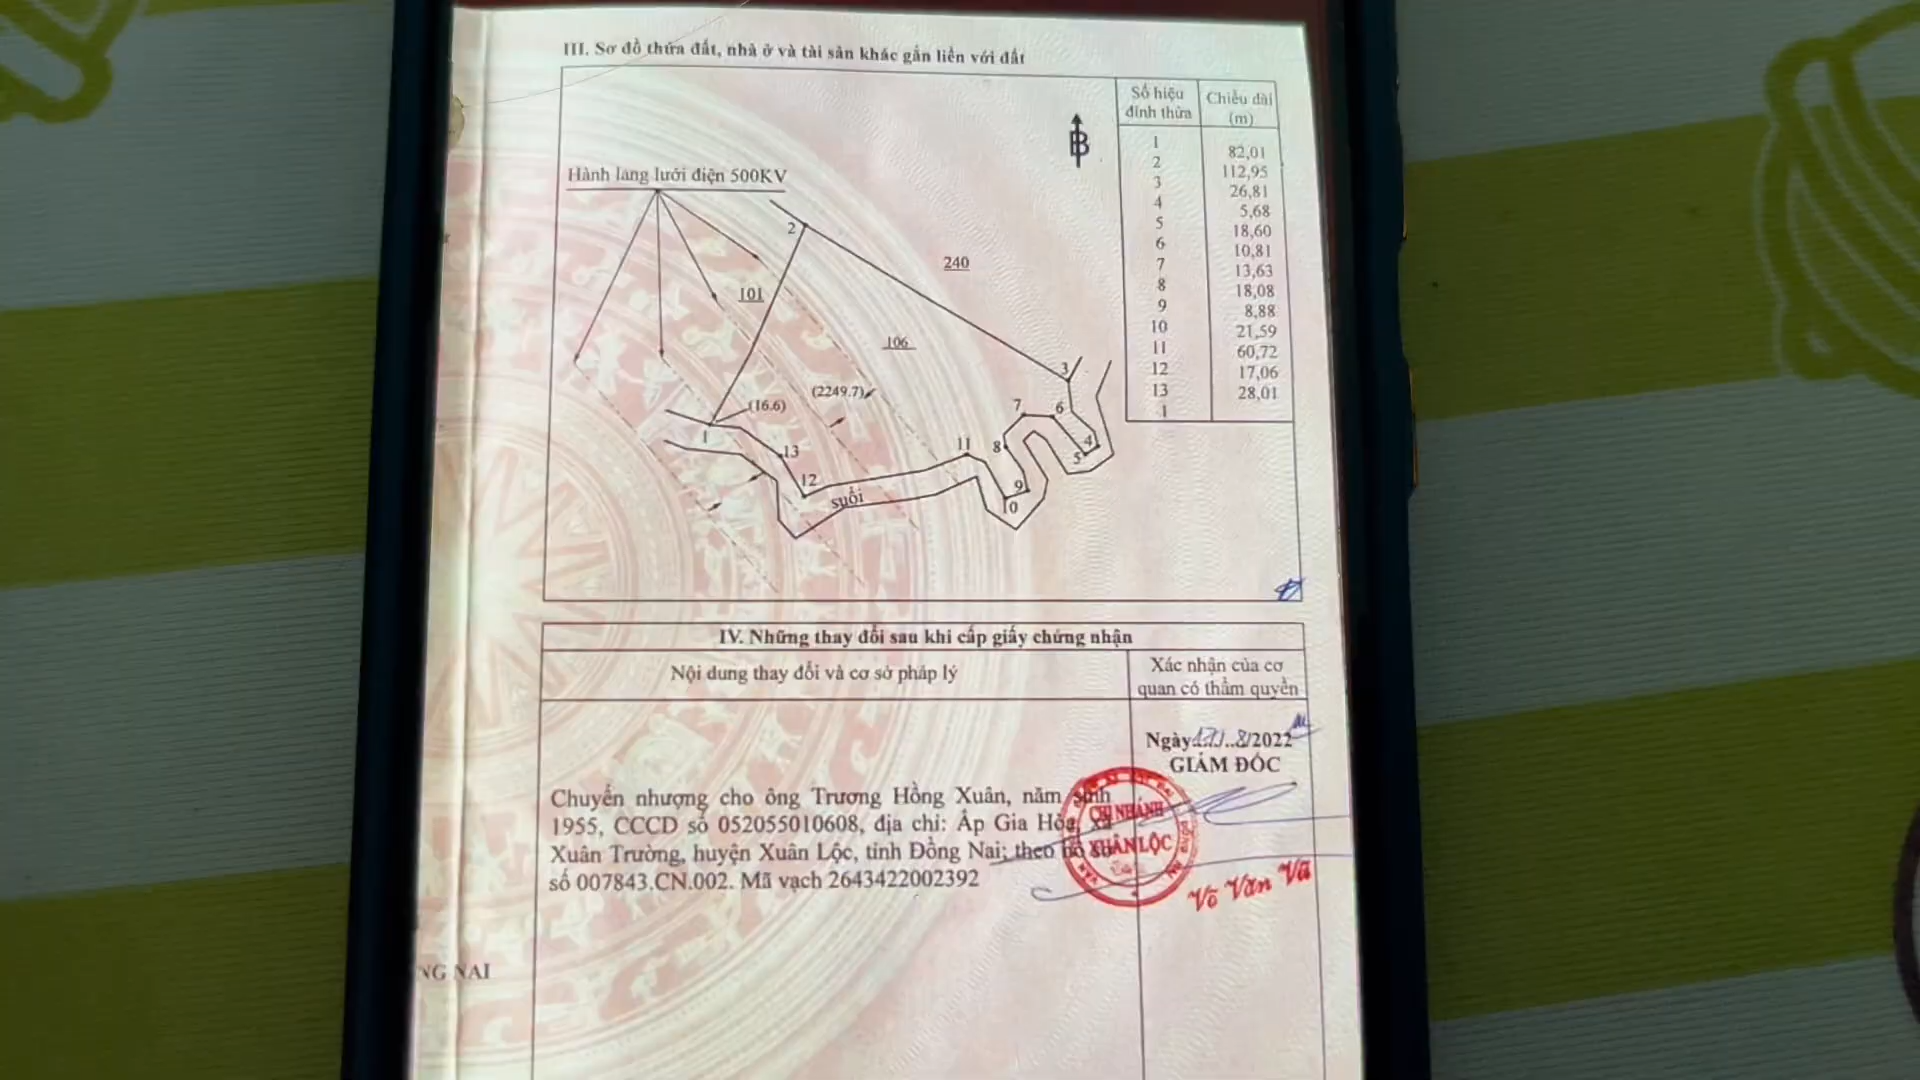 III. Sơ đồ thửa đất, nhà ở và tài sản khác gắn liền với đất
Số hiệu đỉnh thửa
Chiều dài (m)
1
82,01
2
112,95
3
26,81
4
5,68
5
18,60
6
10,81
7
13,63
8
18,08
9
8,88
10
21,59
11
60,72
12
17,06
13
28,01
1
B
Hành lang lưới điện 500KV
2
240
101
106
3
(2249.7)
(16.6)
7
6
1
11
8
4
13
5
12
9
suối
10
IV. Những thay đổi sau khi cấp giấy chứng nhận
Nội dung thay đổi và cơ sở pháp lý
Xác nhận của cơ
quan có thẩm quyền
Ngày 17/8/2022
GIÁM ĐỐC
Chuyển nhượng cho ông Trương Hồng Xuân, năm sinh
1955, CCCD số 052055010608, địa chỉ: Ấp Gia Hòa, xã
Xuân Trường, huyện Xuân Lộc, tỉnh Đồng Nai; theo hồ sơ
số 007843.CN.002. Mã vạch 2643422002392
CHI NHÁNH
XUÂN LỘC
Võ Văn Vã
NG NAI